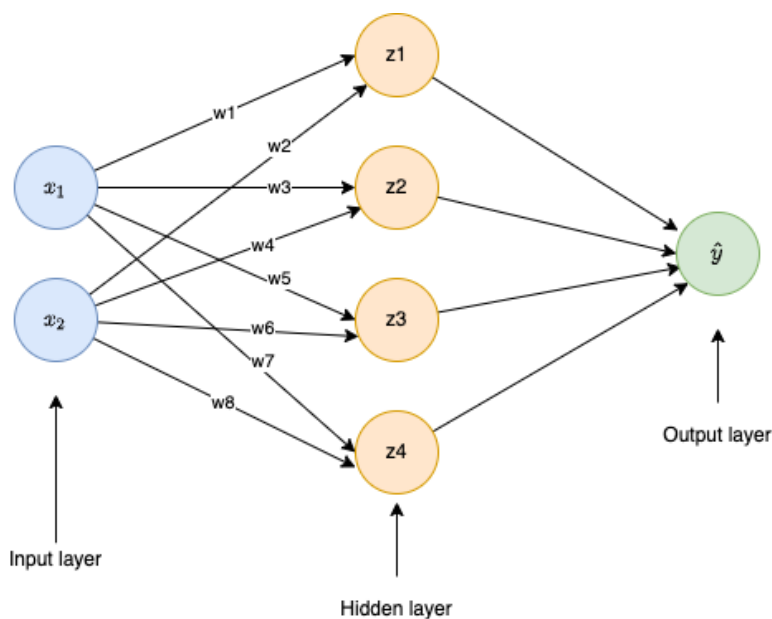 z1
w1
w2
x₁
w3
z2
w4
ŷ
w5
x₂
w6
z3
w7
w8
z4
Output layer
Input layer
Hidden layer